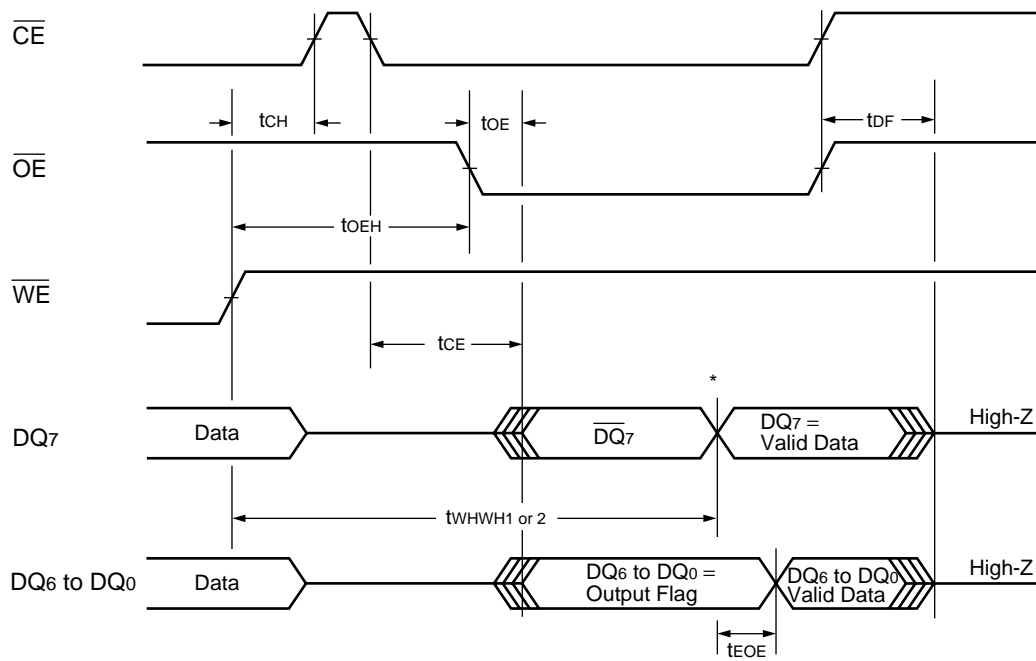 CE
tCH
tOE
tDF
OE
tOEH
WE
tCE
*
DQ7
Data
DQ7
DQ7 =
Valid Data
High-Z
tWHWH1 or 2
DQ6 to DQ0
Data
DQ6 to DQ0 =
Output Flag
DQ6 to DQ0
Valid Data
High-Z
tEOE